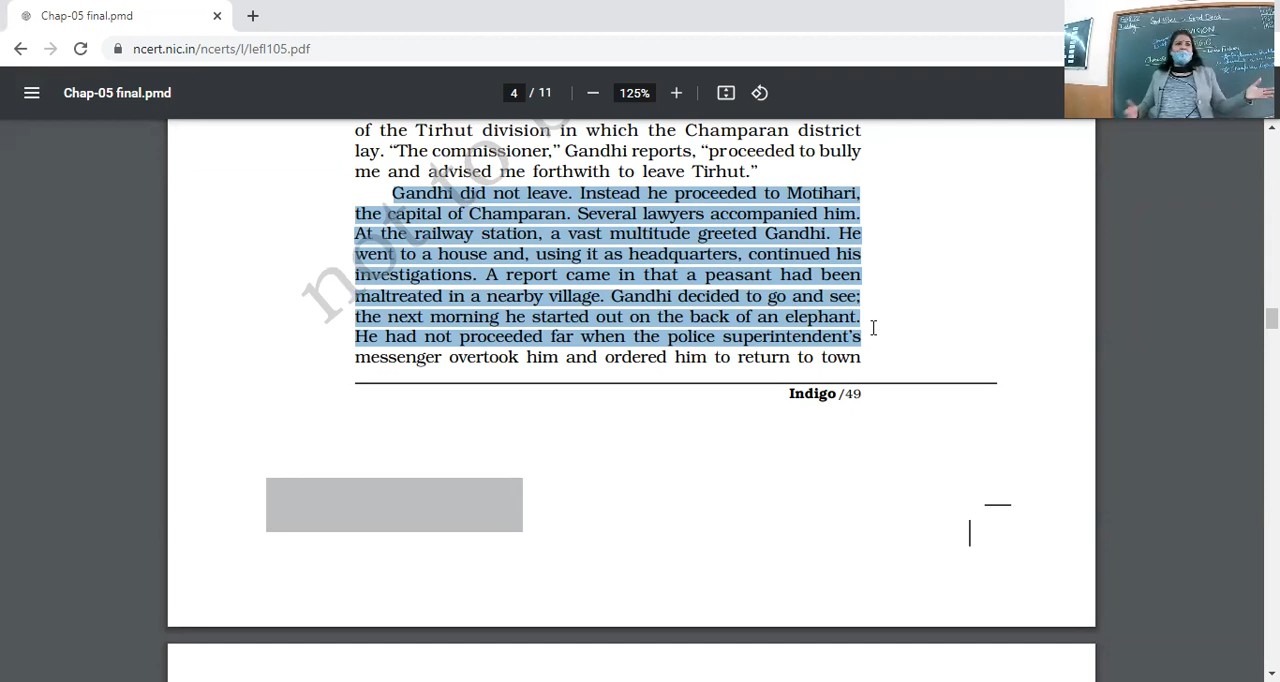 Chap-05 final.pmd
ncert.nic.in/ncerts/l/lefl105.pdf
Chap-05 final.pmd
4 / 11
125%
of the Tirhut division in which the Champaran district
lay. “The commissioner,” Gandhi reports, “proceeded to bully
me and advised me forthwith to leave Tirhut.”
Gandhi did not leave. Instead he proceeded to Motihari,
the capital of Champaran. Several lawyers accompanied him.
At the railway station, a vast multitude greeted Gandhi. He
went to a house and, using it as headquarters, continued his
investigations. A report came in that a peasant had been
maltreated in a nearby village. Gandhi decided to go and see;
the next morning he started out on the back of an elephant.
He had not proceeded far when the police superintendent’s
messenger overtook him and ordered him to return to town
not to
Indigo /49